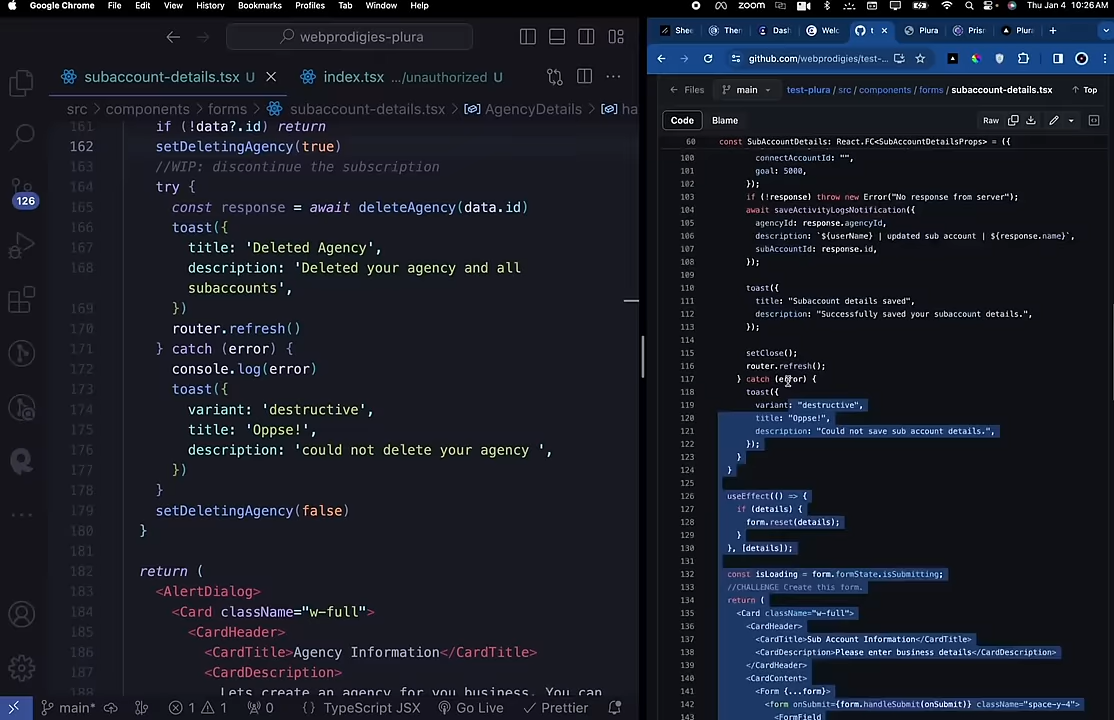 Google Chrome File Edit View History Bookmarks Profiles Tab Window Help
zoom Thu Jan 4 10:26 AM
webprodigies-plura
subaccount-details.tsx U
index.tsx .../unauthorized U
src > components > forms > subaccount-details.tsx > AgencyDetails > ha
161 if (!data?.id) return
162 setDeletingAgency(true)
163 //WIP: discontinue the subscription
164 try {
165 const response = await deleteAgency(data.id)
166 toast({
167 title: 'Deleted Agency',
168 description: 'Deleted your agency and all
subaccounts',
169 })
170 router.refresh()
171 } catch (error) {
172 console.log(error)
173 toast({
174 variant: 'destructive',
175 title: 'Oppse!',
176 description: 'could not delete your agency ',
177 })
178 }
179 setDeletingAgency(false)
180 }
181
182 return (
183 <AlertDialog>
184 <Card className="w-full">
185 <CardHeader>
186 <CardTitle>Agency Information</CardTitle>
187 <CardDescription>
188 Lets create an agency for you business. You can
126
main* 1 1 0 {} TypeScript JSX Go Live Prettier
Shee Ther Dash Welc t Plura Prisr Plura
github.com/webprodigies/test-...
Files main test-plura / src / components / forms / subaccount-details.tsx Top
Code Blame Raw
60 const SubAccountDetails: React.FC<SubAccountDetailsProps> = ({
100 connectAccountId: "",
101 goal: 5000,
102 });
103 if (!response) throw new Error("No response from server");
104 await saveActivityLogsNotification({
105 agencyId: response.agencyId,
106 description: `${userName} | updated sub account | ${response.name}`,
107 subAccountId: response.id,
108 });
109
110 toast({
111 title: "Subaccount details saved",
112 description: "Successfully saved your subaccount details.",
113 });
114
115 setClose();
116 router.refresh();
117 } catch (error) {
118 toast({
119 variant: "destructive",
120 title: "Oppse!",
121 description: "Could not save sub account details.",
122 });
123 }
124 }
125
126 useEffect(() => {
127 if (details) {
128 form.reset(details);
129 }
130 }, [details]);
131
132 const isLoading = form.formState.isSubmitting;
133 //CHALLENGE Create this form.
134 return (
135 <Card className="w-full">
136 <CardHeader>
137 <CardTitle>Sub Account Information</CardTitle>
138 <CardDescription>Please enter business details</CardDescription>
139 </CardHeader>
140 <CardContent>
141 <Form {...form}>
142 <form onSubmit={form.handleSubmit(onSubmit)} className="space-y-4">
143 <FormField